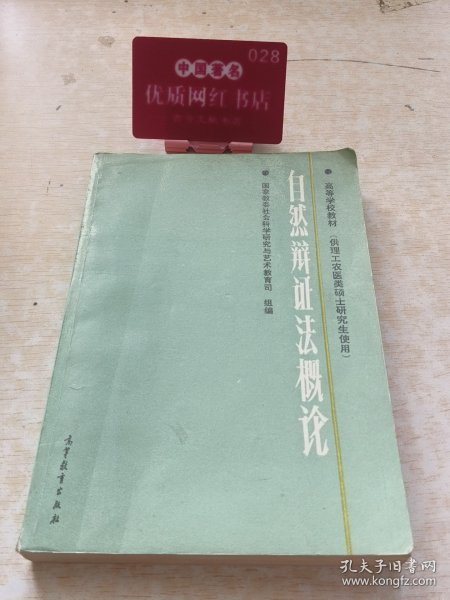 028
中国著名
优质网红书店
高等学校教材(供理工农医类硕士研究生使用)
自然辩证法概论
国家教委社会科学研究与艺术教育司 组编
高等教育出版社
孔夫子旧书网
www.kongfz.com